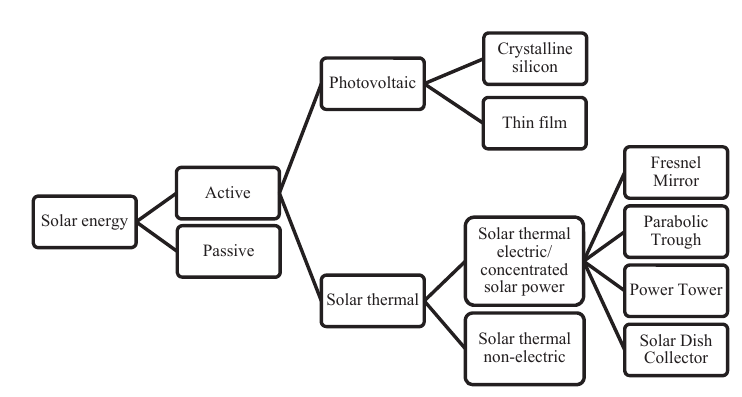 Solar energy
Active
Passive
Photovoltaic
Solar thermal
Crystalline
silicon
Thin film
Solar thermal
electric/
concentrated
solar power
Solar thermal
non-electric
Fresnel
Mirror
Parabolic
Trough
Power Tower
Solar Dish
Collector